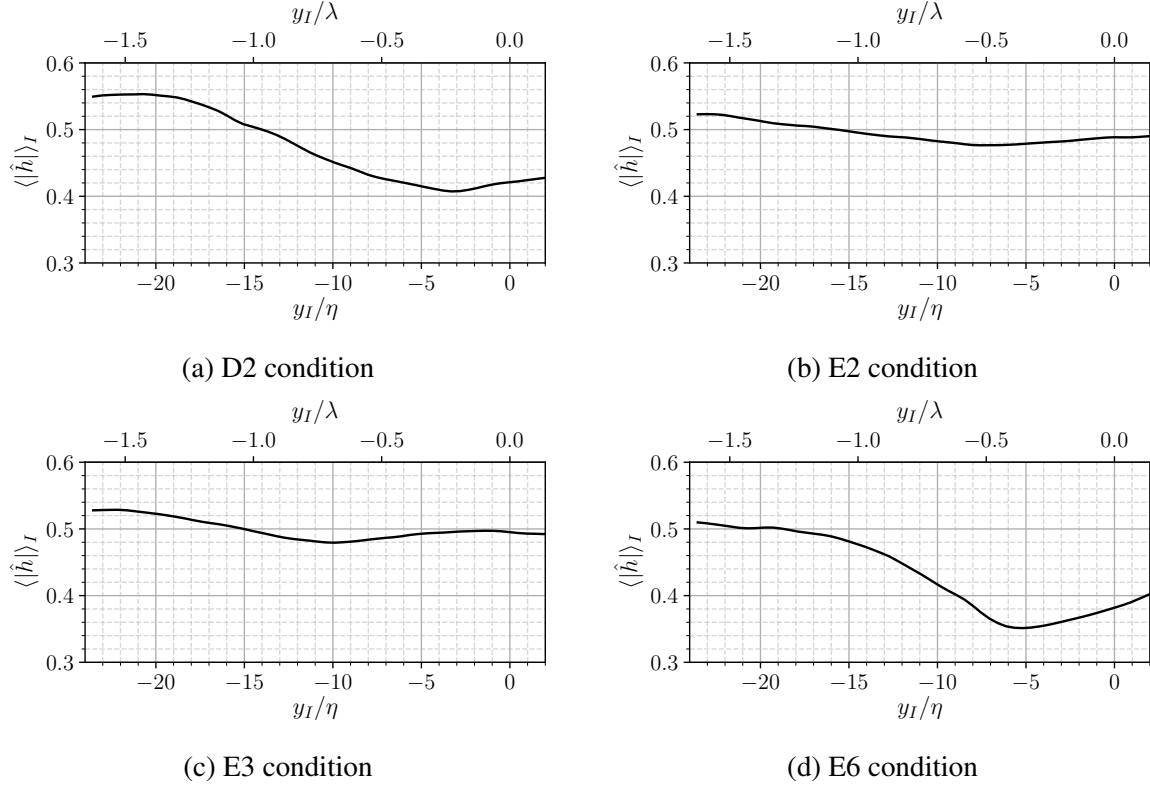 y_I/λ
−1.5 −1.0 −0.5 0.0
0.6
0.5
0.4
0.3
⟨|ĥ|⟩_I
−20 −15 −10 −5 0
y_I/η
(a) D2 condition
y_I/λ
−1.5 −1.0 −0.5 0.0
0.6
0.5
0.4
0.3
⟨|ĥ|⟩_I
−20 −15 −10 −5 0
y_I/η
(b) E2 condition
y_I/λ
−1.5 −1.0 −0.5 0.0
0.6
0.5
0.4
0.3
⟨|ĥ|⟩_I
−20 −15 −10 −5 0
y_I/η
(c) E3 condition
y_I/λ
−1.5 −1.0 −0.5 0.0
0.6
0.5
0.4
0.3
⟨|ĥ|⟩_I
−20 −15 −10 −5 0
y_I/η
(d) E6 condition